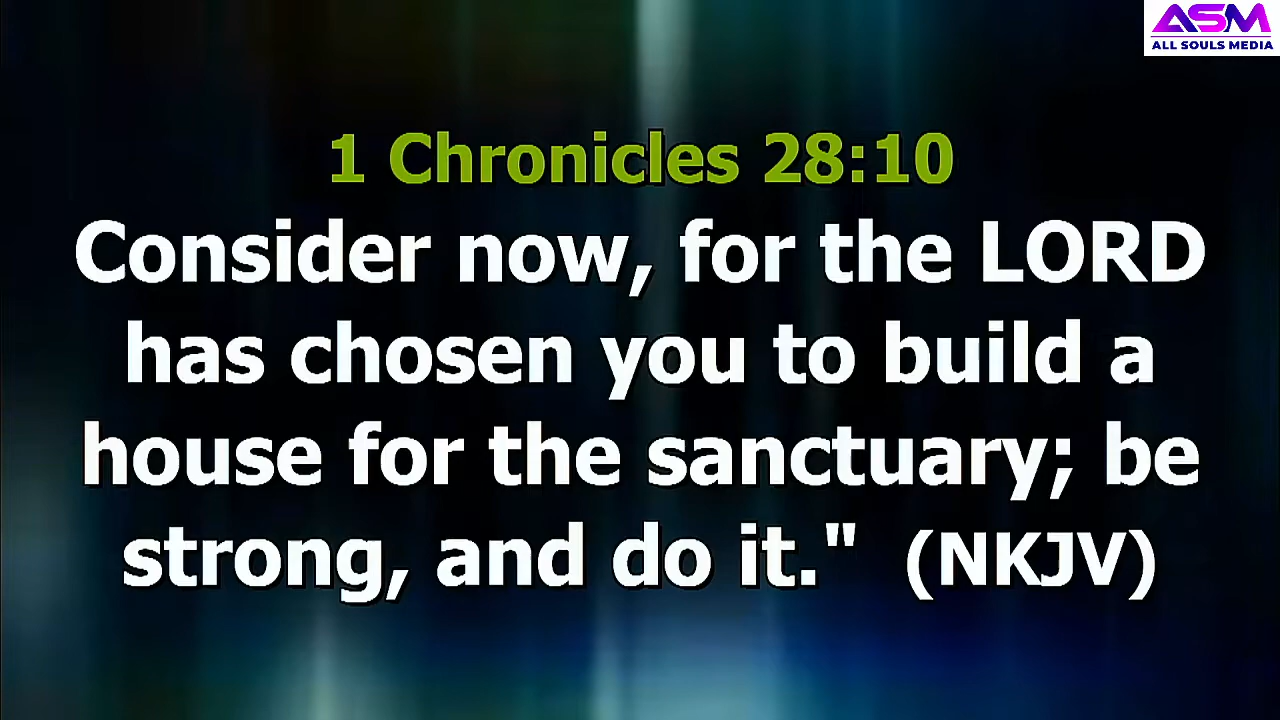 ASM
ALL SOULS MEDIA
1 Chronicles 28:10
Consider now, for the LORD
has chosen you to build a
house for the sanctuary; be
strong, and do it." (NKJV)